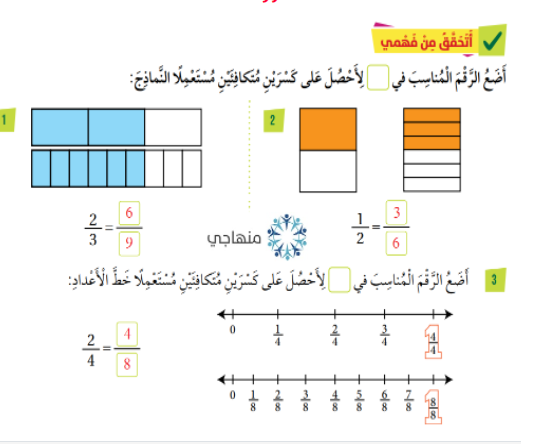 أَتَحَقَّقُ مِنْ فَهْمي
أَضَعُ الرَّقْمَ الْمُناسِبَ في □ لِأَحْصُلَ عَلى كَسْرَيْنِ مُتَكافِئَيْنِ مُسْتَعْمِلًا النَّماذِجَ:
1
2
2/3 = 6/9
1/2 = 3/6
منهاجي
3 أَضَعُ الرَّقْمَ الْمُناسِبَ في □ لِأَحْصُلَ عَلى كَسْرَيْنِ مُتَكافِئَيْنِ مُسْتَعْمِلًا خَطَّ الْأَعْدادِ:
2/4 = 4/8
0 1/4 2/4 3/4 4/4 1
0 1/8 2/8 3/8 4/8 5/8 6/8 7/8 8/8 1